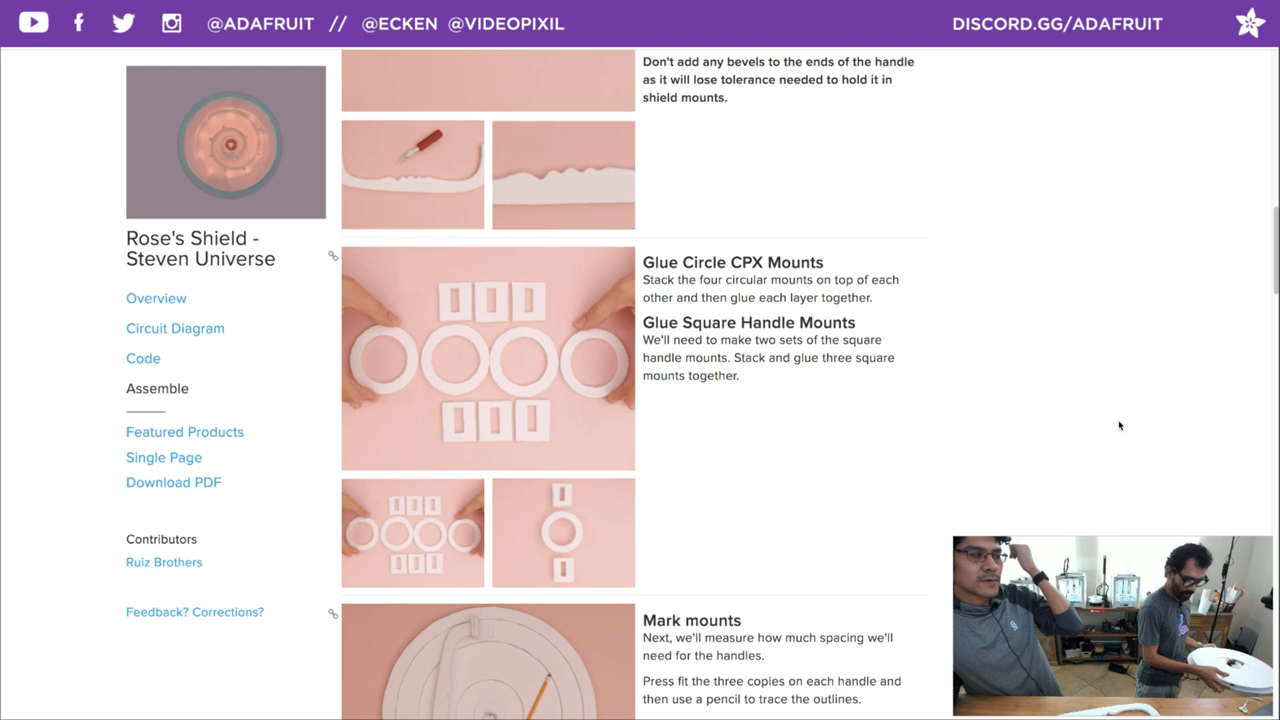 @ADAFRUIT // @ECKEN @VIDEOPIXIL
DISCORD.GG/ADAFRUIT
Don't add any bevels to the ends of the handle
as it will lose tolerance needed to hold it in
shield mounts.
Rose's Shield -
Steven Universe
Overview
Circuit Diagram
Code
Assemble
Featured Products
Single Page
Download PDF
Contributors
Ruiz Brothers
Feedback? Corrections?
Glue Circle CPX Mounts
Stack the four circular mounts on top of each
other and then glue each layer together.
Glue Square Handle Mounts
We'll need to make two sets of the square
handle mounts. Stack and glue three square
mounts together.
Mark mounts
Next, we'll measure how much spacing we'll
need for the handles.
Press fit the three copies on each handle and
then use a pencil to trace the outlines.